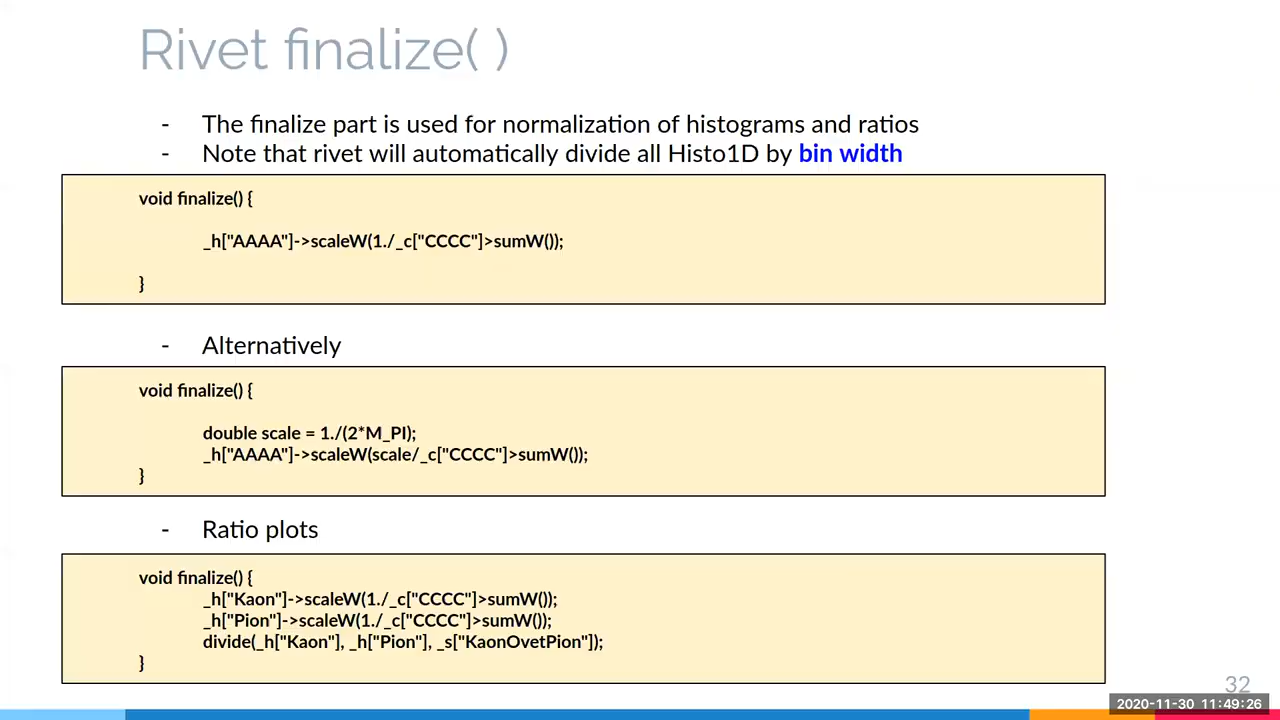 Rivet finalize( )
- The finalize part is used for normalization of histograms and ratios
- Note that rivet will automatically divide all Histo1D by bin width
void finalize() {
_h["AAAA"]->scaleW(1./_c["CCCC"]>sumW());
}
- Alternatively
void finalize() {
double scale = 1./(2*M_PI);
_h["AAAA"]->scaleW(scale/_c["CCCC"]>sumW());
}
- Ratio plots
void finalize() {
_h["Kaon"]->scaleW(1./_c["CCCC"]>sumW());
_h["Pion"]->scaleW(1./_c["CCCC"]>sumW());
divide(_h["Kaon"], _h["Pion"], _s["KaonOvetPion"]);
}
32
2020-11-30 11:49:26